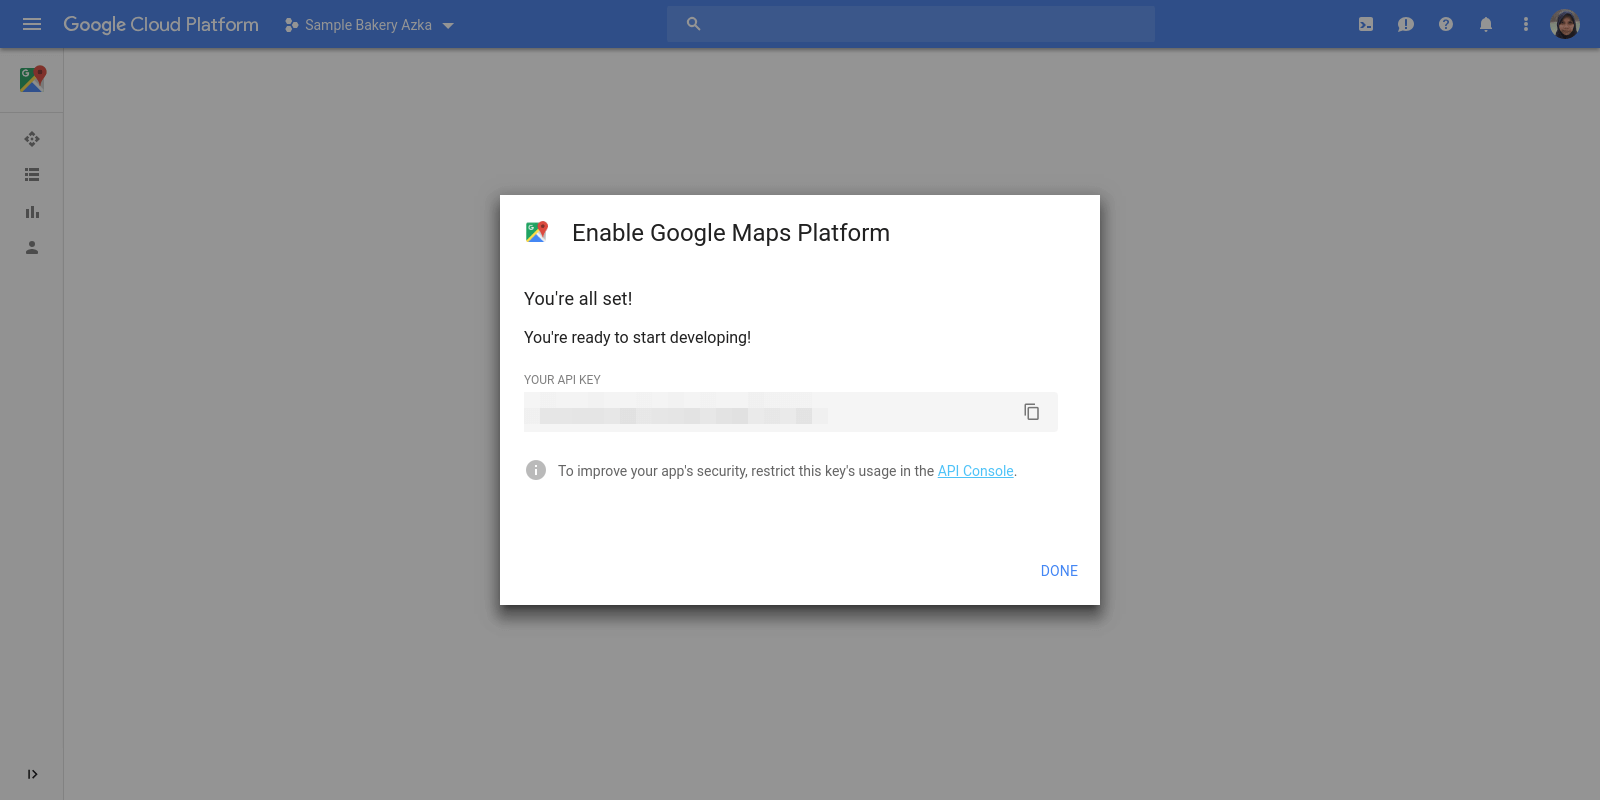 Google Cloud Platform
Sample Bakery Azka
Enable Google Maps Platform
You're all set!
You're ready to start developing!
YOUR API KEY
To improve your app's security, restrict this key's usage in the API Console.
DONE